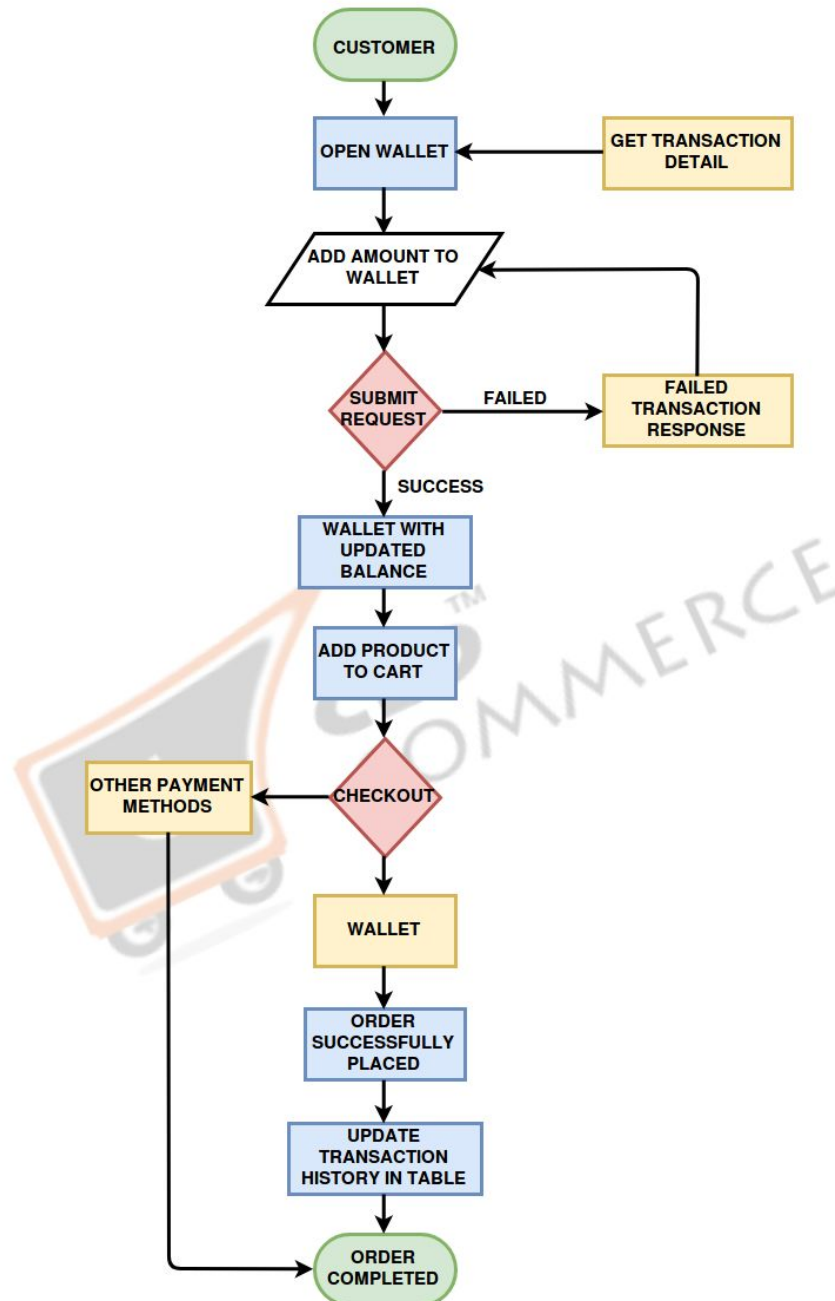 CUSTOMER
OPEN WALLET
GET TRANSACTION
DETAIL
ADD AMOUNT TO
WALLET
SUBMIT
REQUEST
FAILED
FAILED
TRANSACTION
RESPONSE
SUCCESS
WALLET WITH
UPDATED
BALANCE
TM
ADD PRODUCT
TO CART
OMMERCE
OTHER PAYMENT
METHODS
CHECKOUT
WALLET
ORDER
SUCCESSFULLY
PLACED
UPDATE
TRANSACTION
HISTORY IN TABLE
ORDER
COMPLETED